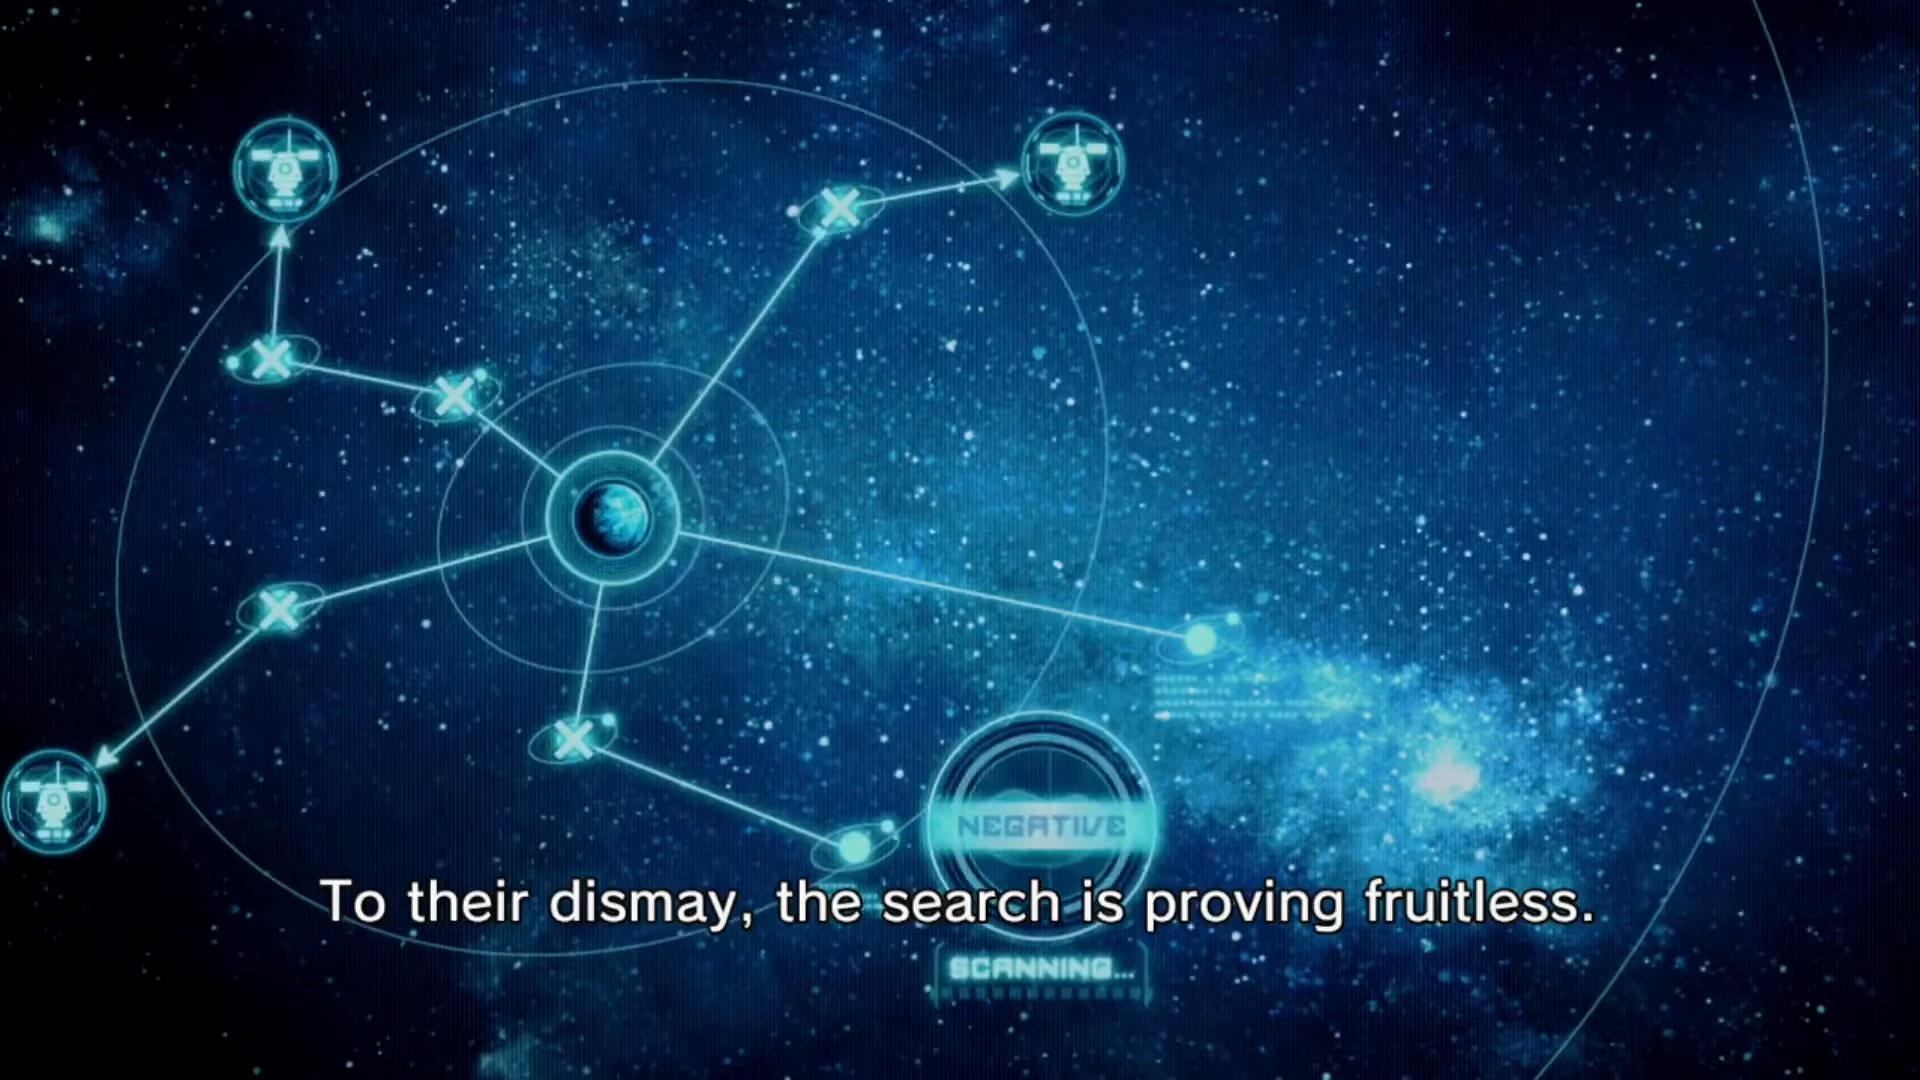 NEGATIVE
To their dismay, the search is proving fruitless.
SCANNING...